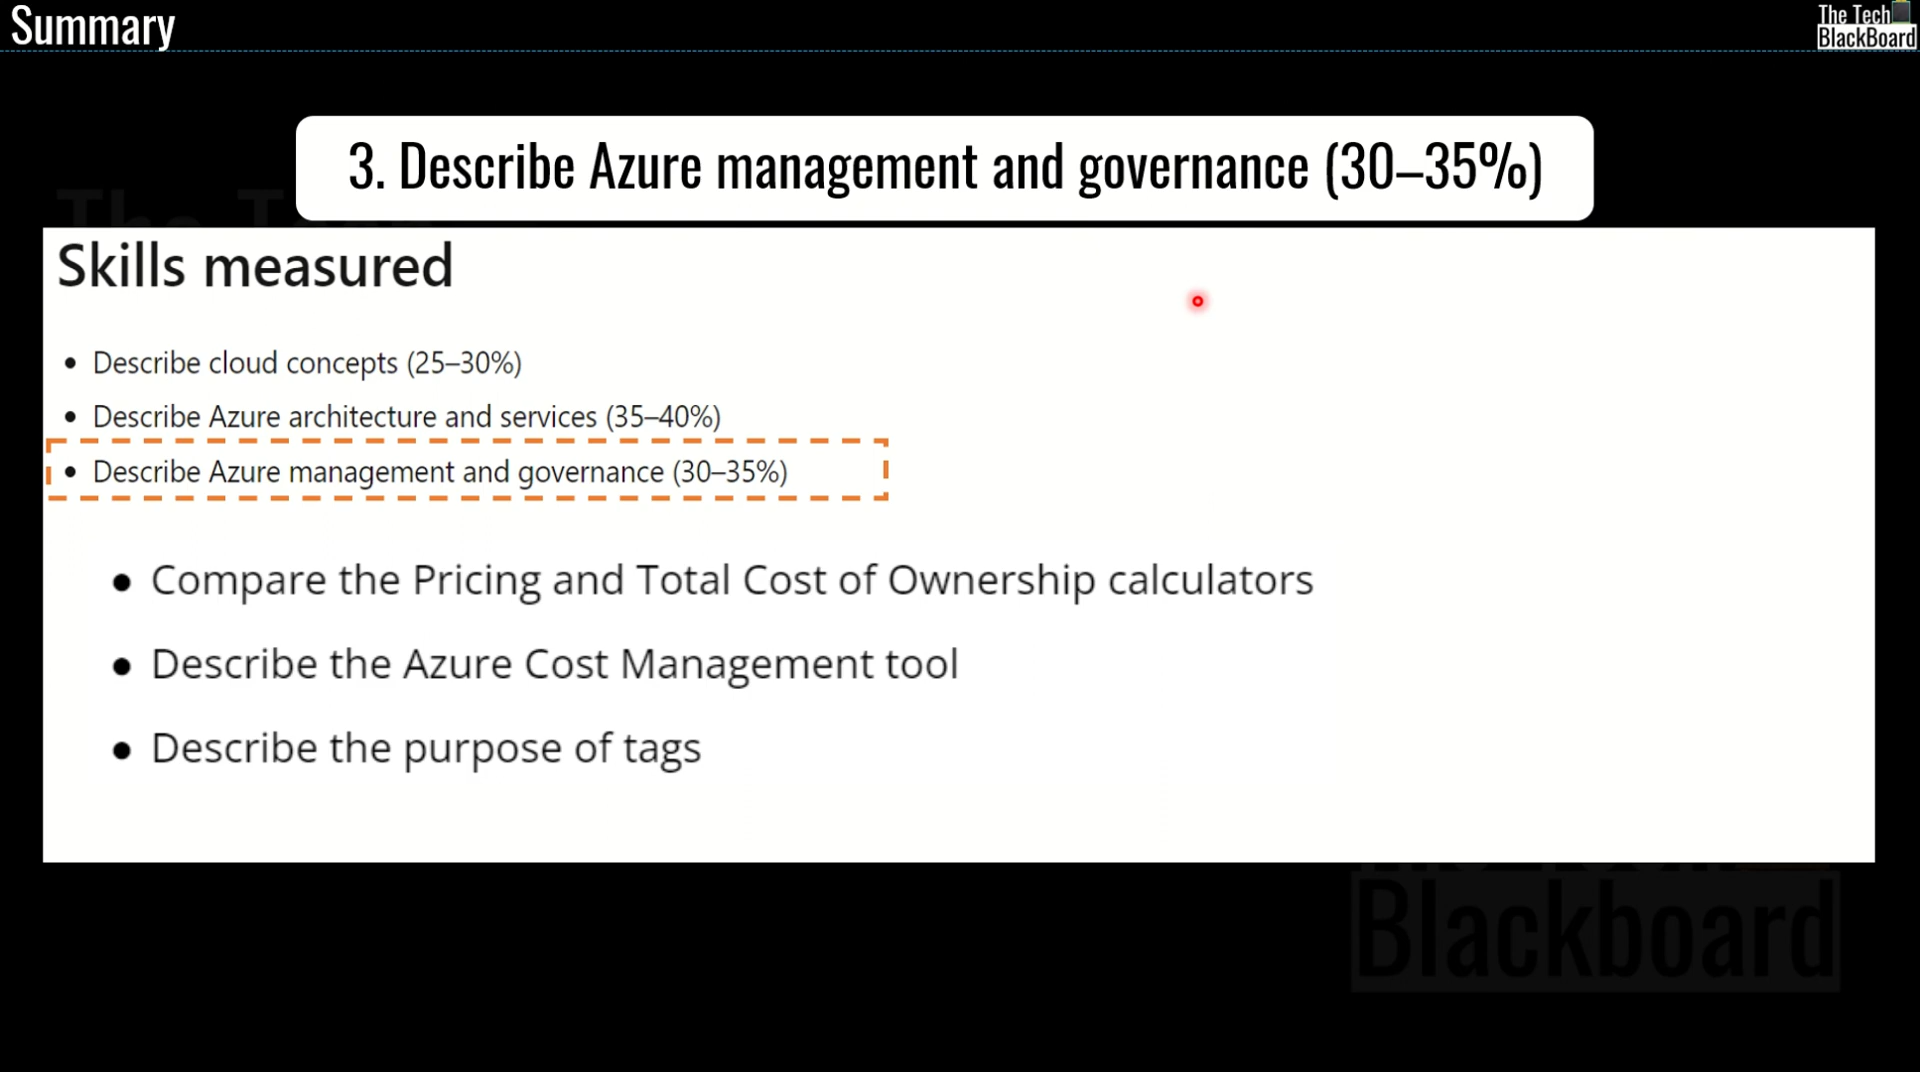 Summary
The Tech
BlackBoard
3. Describe Azure management and governance (30–35%)
The T
Skills measured
• Describe cloud concepts (25–30%)
• Describe Azure architecture and services (35–40%)
• Describe Azure management and governance (30–35%)
• Compare the Pricing and Total Cost of Ownership calculators
• Describe the Azure Cost Management tool
• Describe the purpose of tags
Blackboard